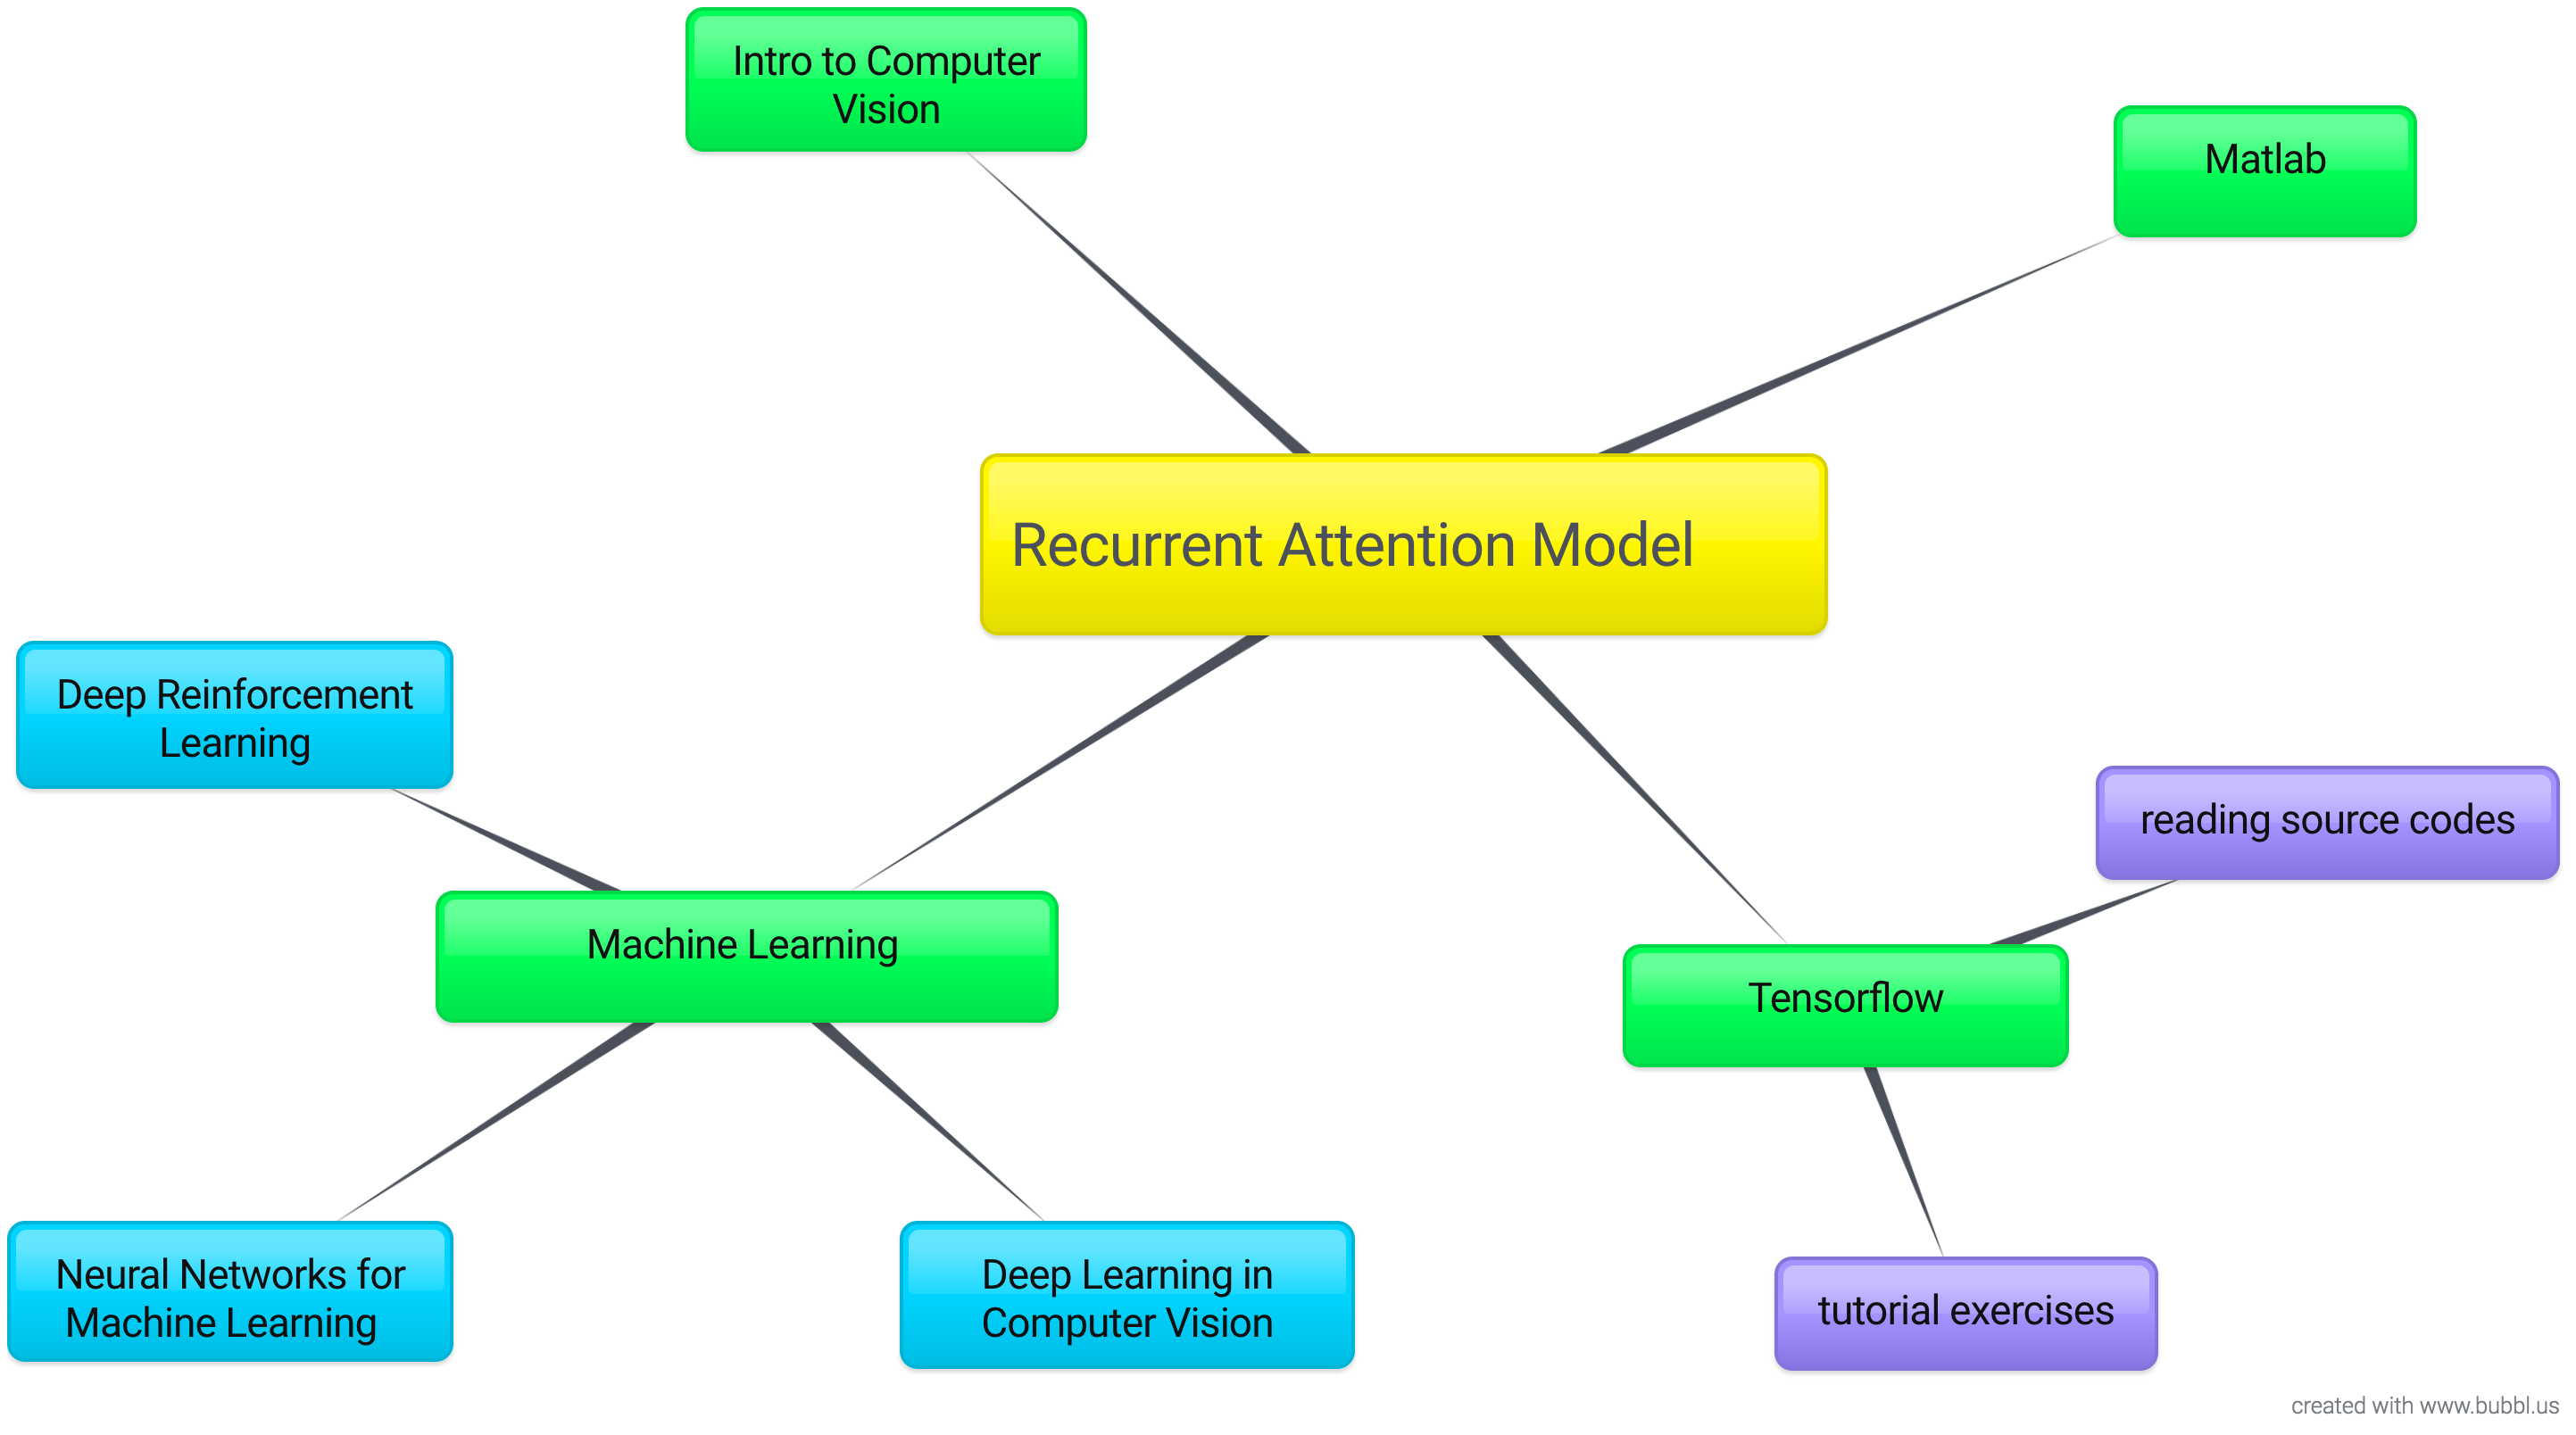 Intro to Computer
Vision
Matlab
Recurrent Attention Model
Deep Reinforcement
Learning
reading source codes
Machine Learning
Tensorflow
Neural Networks for
Machine Learning
Deep Learning in
Computer Vision
tutorial exercises
created with www.bubbl.us